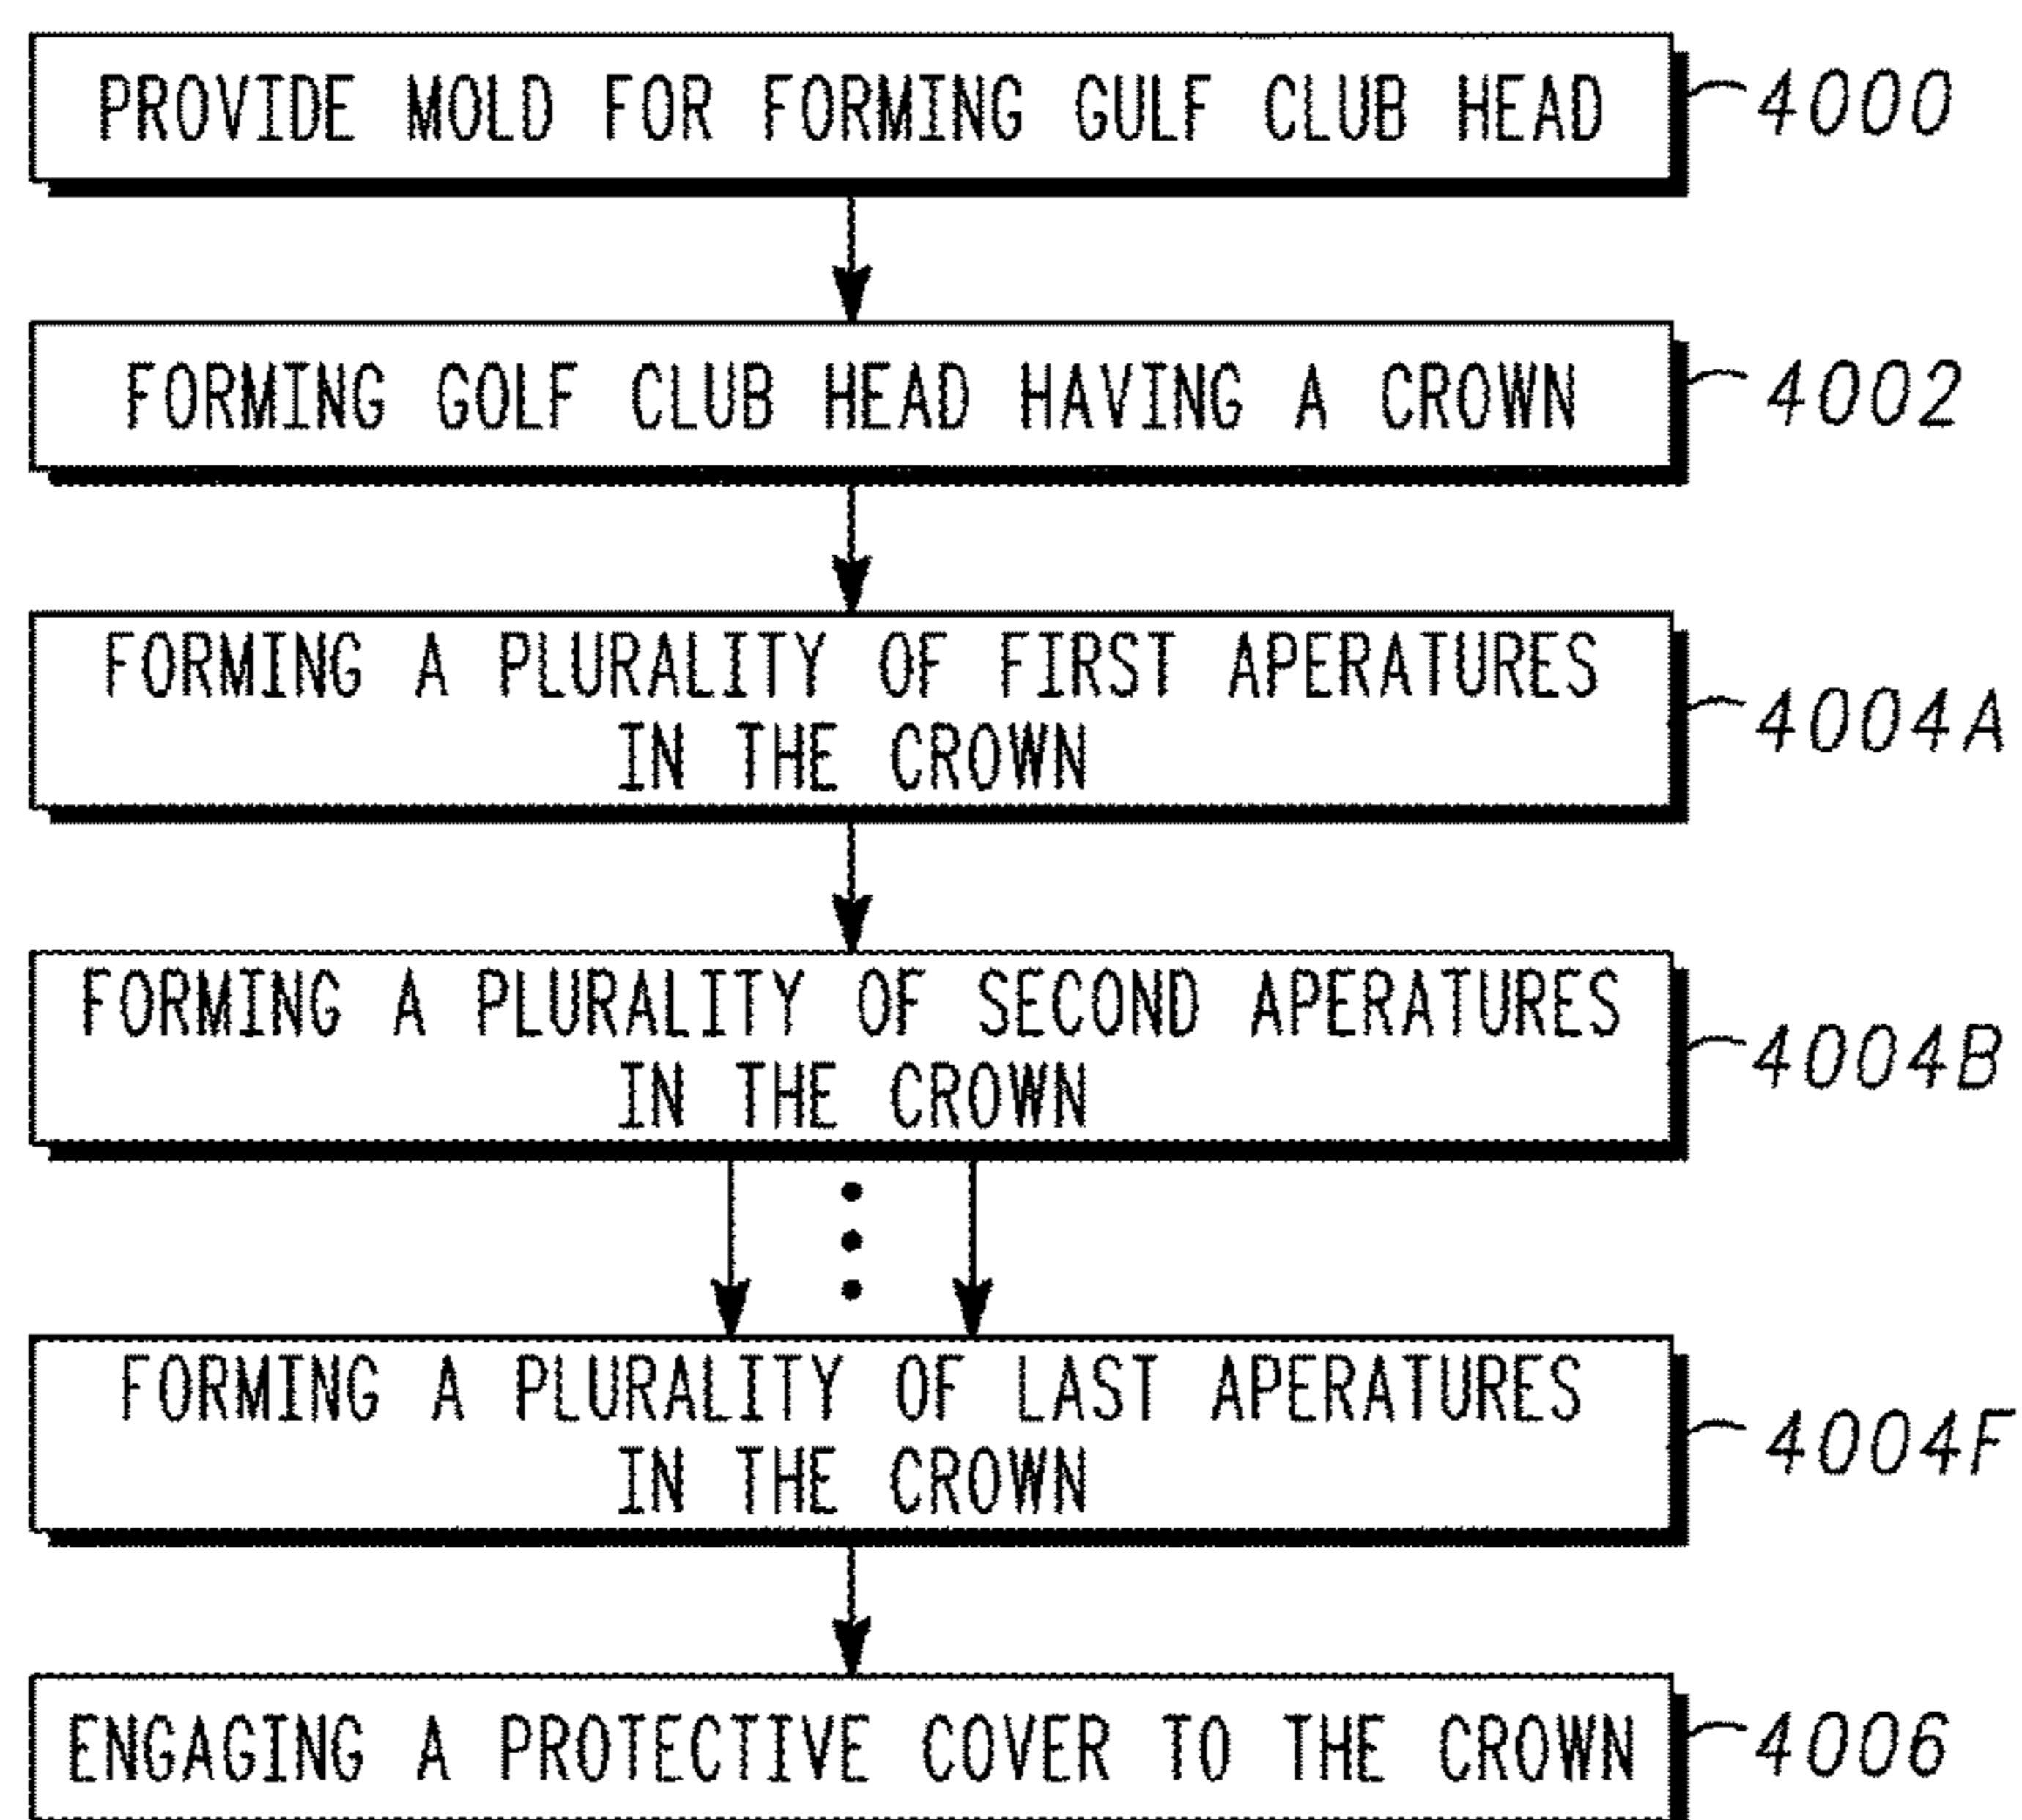 PROVIDE MOLD FOR FORMING GULF CLUB HEAD
4000
FORMING GOLF CLUB HEAD HAVING A CROWN
4002
FORMING A PLURALITY OF FIRST APERATURES
IN THE CROWN
4004A
FORMING A PLURALITY OF SECOND APERATURES
IN THE CROWN
4004B
FORMING A PLURALITY OF LAST APERATURES
IN THE CROWN
4004F
ENGAGING A PROTECTIVE COVER TO THE CROWN
4006